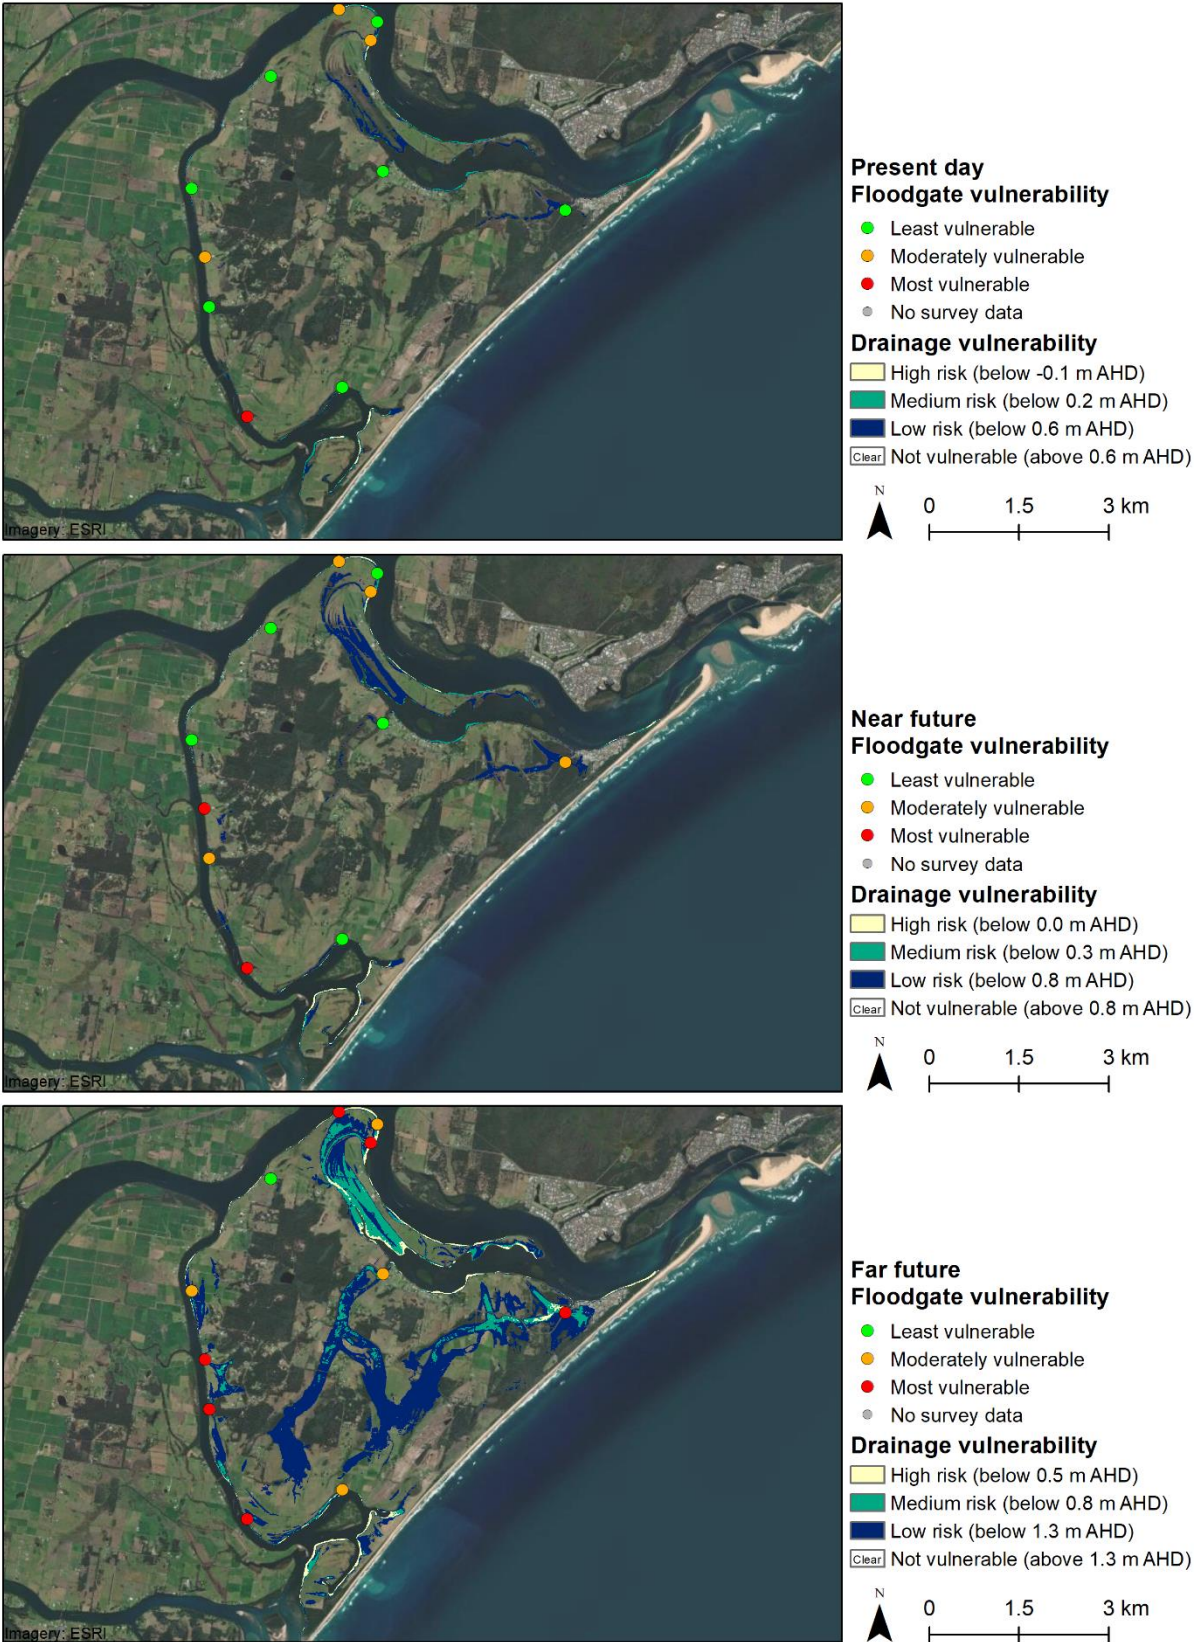 Present day
Floodgate vulnerability
Least vulnerable
Moderately vulnerable
Most vulnerable
No survey data
Drainage vulnerability
High risk (below -0.1 m AHD)
Medium risk (below 0.2 m AHD)
Low risk (below 0.6 m AHD)
Clear Not vulnerable (above 0.6 m AHD)
N
0 1.5 3 km
Imagery: ESRI
Near future
Floodgate vulnerability
Least vulnerable
Moderately vulnerable
Most vulnerable
No survey data
Drainage vulnerability
High risk (below 0.0 m AHD)
Medium risk (below 0.3 m AHD)
Low risk (below 0.8 m AHD)
Clear Not vulnerable (above 0.8 m AHD)
N
0 1.5 3 km
Imagery: ESRI
Far future
Floodgate vulnerability
Least vulnerable
Moderately vulnerable
Most vulnerable
No survey data
Drainage vulnerability
High risk (below 0.5 m AHD)
Medium risk (below 0.8 m AHD)
Low risk (below 1.3 m AHD)
Clear Not vulnerable (above 1.3 m AHD)
N
0 1.5 3 km
Imagery: ESRI